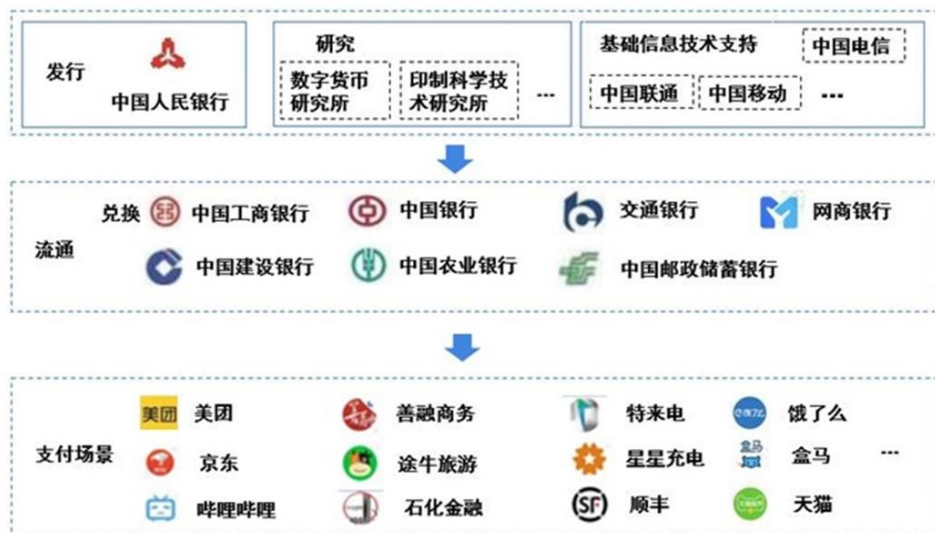 发行
中国人民银行
研究
数字货币
研究所
印制科学技
术研究所
...
基础信息技术支持
中国电信
中国联通
中国移动
...
流通
兑换
中国工商银行
中国银行
交通银行
网商银行
中国建设银行
中国农业银行
中国邮政储蓄银行
支付场景
美团
美团
善融商务
特来电
饿了么
京东
途牛旅游
星星充电
盒马
盒马
...
哔哩哔哩
石化金融
SF
顺丰
天猫